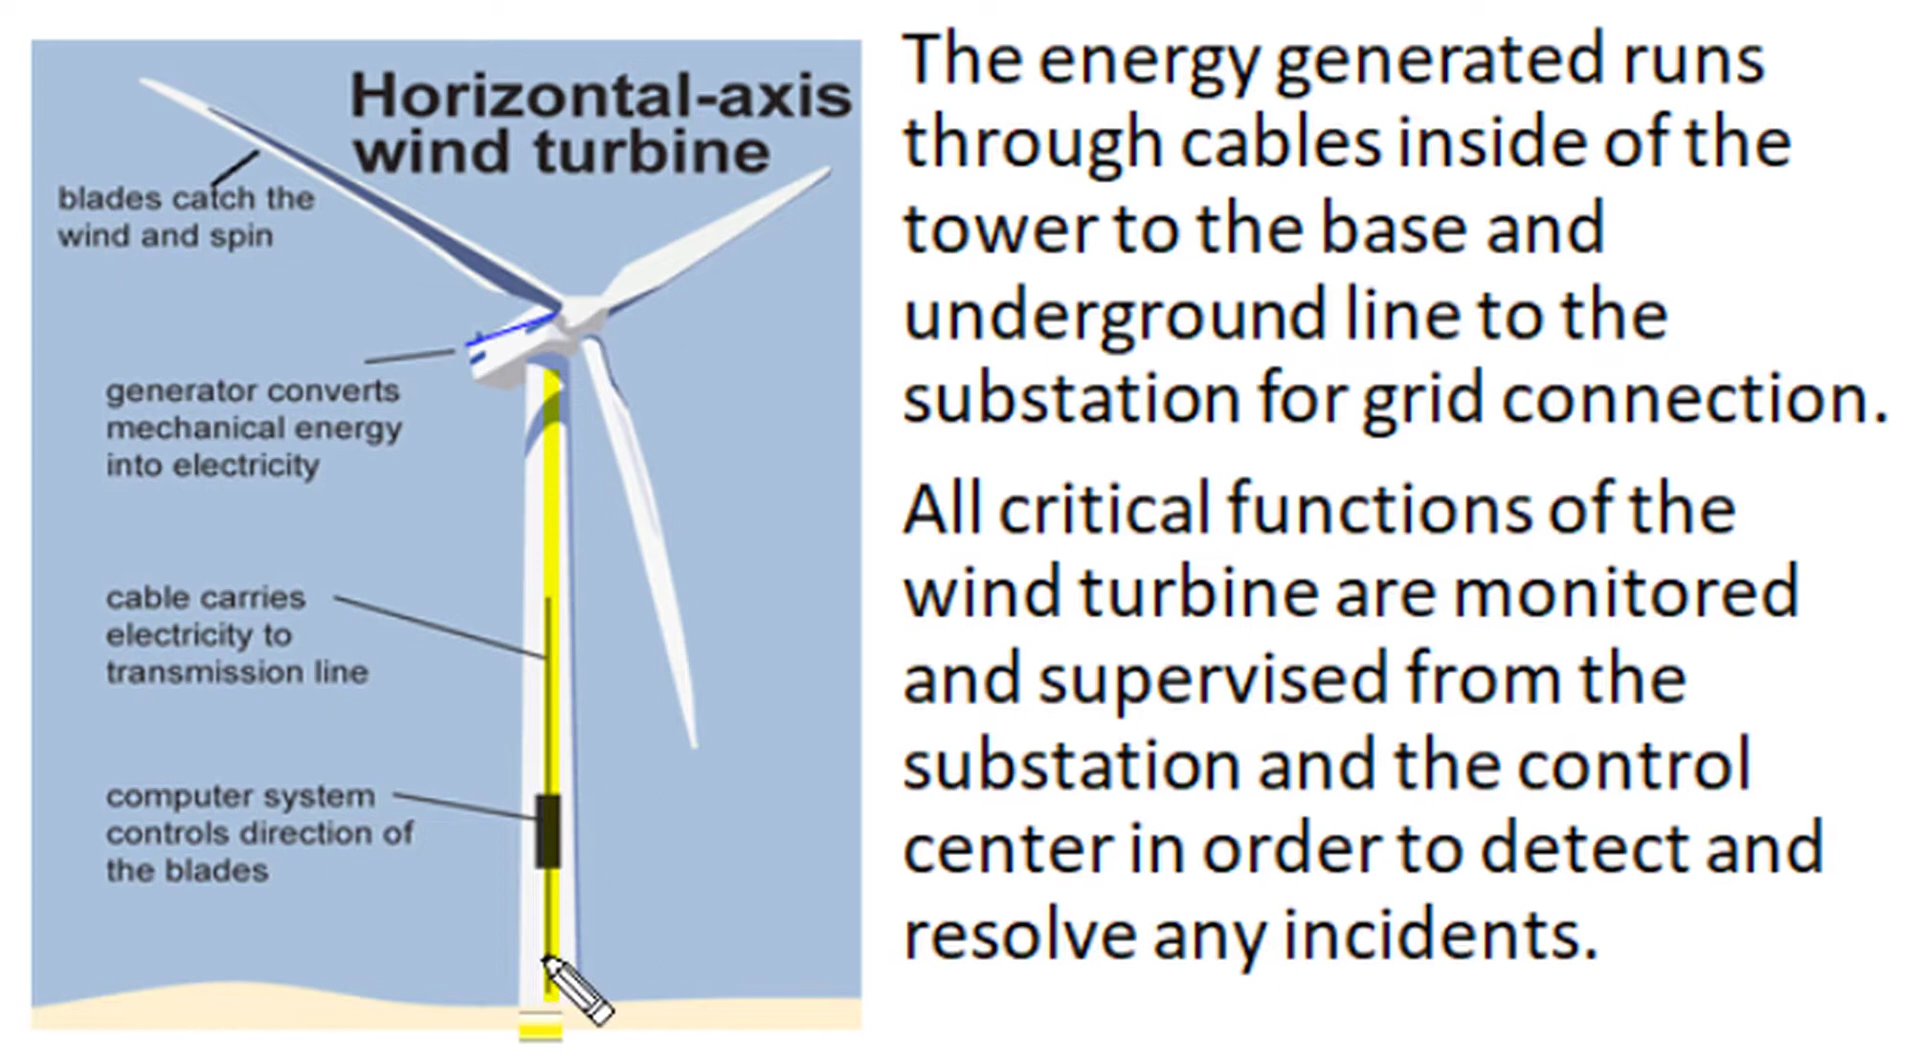 Horizontal-axis
wind turbine
blades catch the
wind and spin
generator converts
mechanical energy
into electricity
cable carries
electricity to
transmission line
computer system
controls direction of
the blades
The energy generated runs
through cables inside of the
tower to the base and
underground line to the
substation for grid connection.
All critical functions of the
wind turbine are monitored
and supervised from the
substation and the control
center in order to detect and
resolve any incidents.